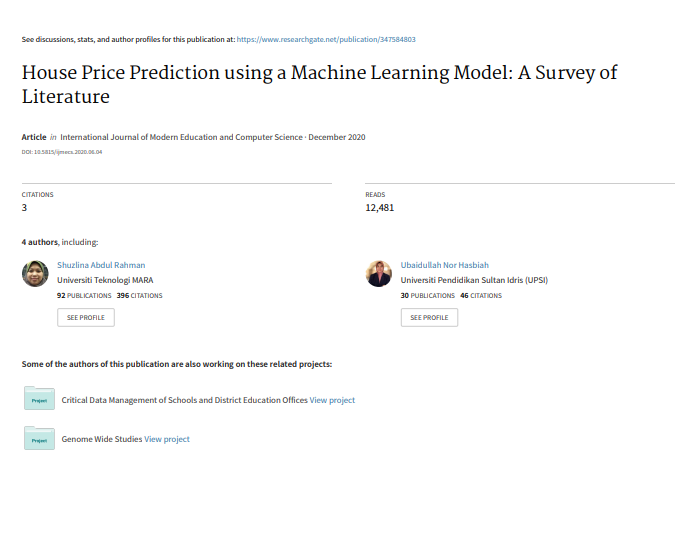 See discussions, stats, and author profiles for this publication at: https://www.researchgate.net/publication/347584803
House Price Prediction using a Machine Learning Model: A Survey of
Literature
Article in International Journal of Modern Education and Computer Science · December 2020
DOI: 10.5815/ijmecs.2020.06.04
CITATIONS
3
READS
12,481
4 authors, including:
Shuzlina Abdul Rahman
Universiti Teknologi MARA
92 PUBLICATIONS 396 CITATIONS
SEE PROFILE
Ubaidullah Nor Hasbiah
Universiti Pendidikan Sultan Idris (UPSI)
30 PUBLICATIONS 46 CITATIONS
SEE PROFILE
Some of the authors of this publication are also working on these related projects:
Project
Critical Data Management of Schools and District Education Offices View project
Project
Genome Wide Studies View project